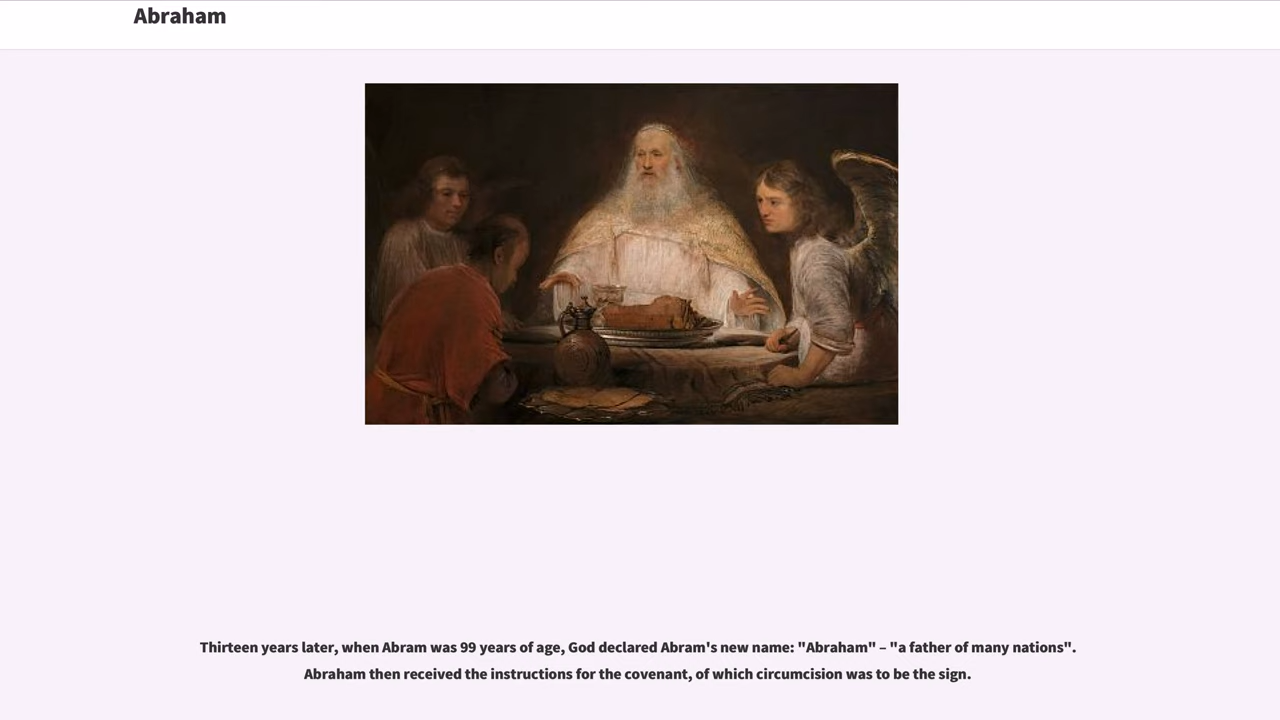 Abraham
Thirteen years later, when Abram was 99 years of age, God declared Abram's new name: "Abraham" – "a father of many nations".
Abraham then received the instructions for the covenant, of which circumcision was to be the sign.